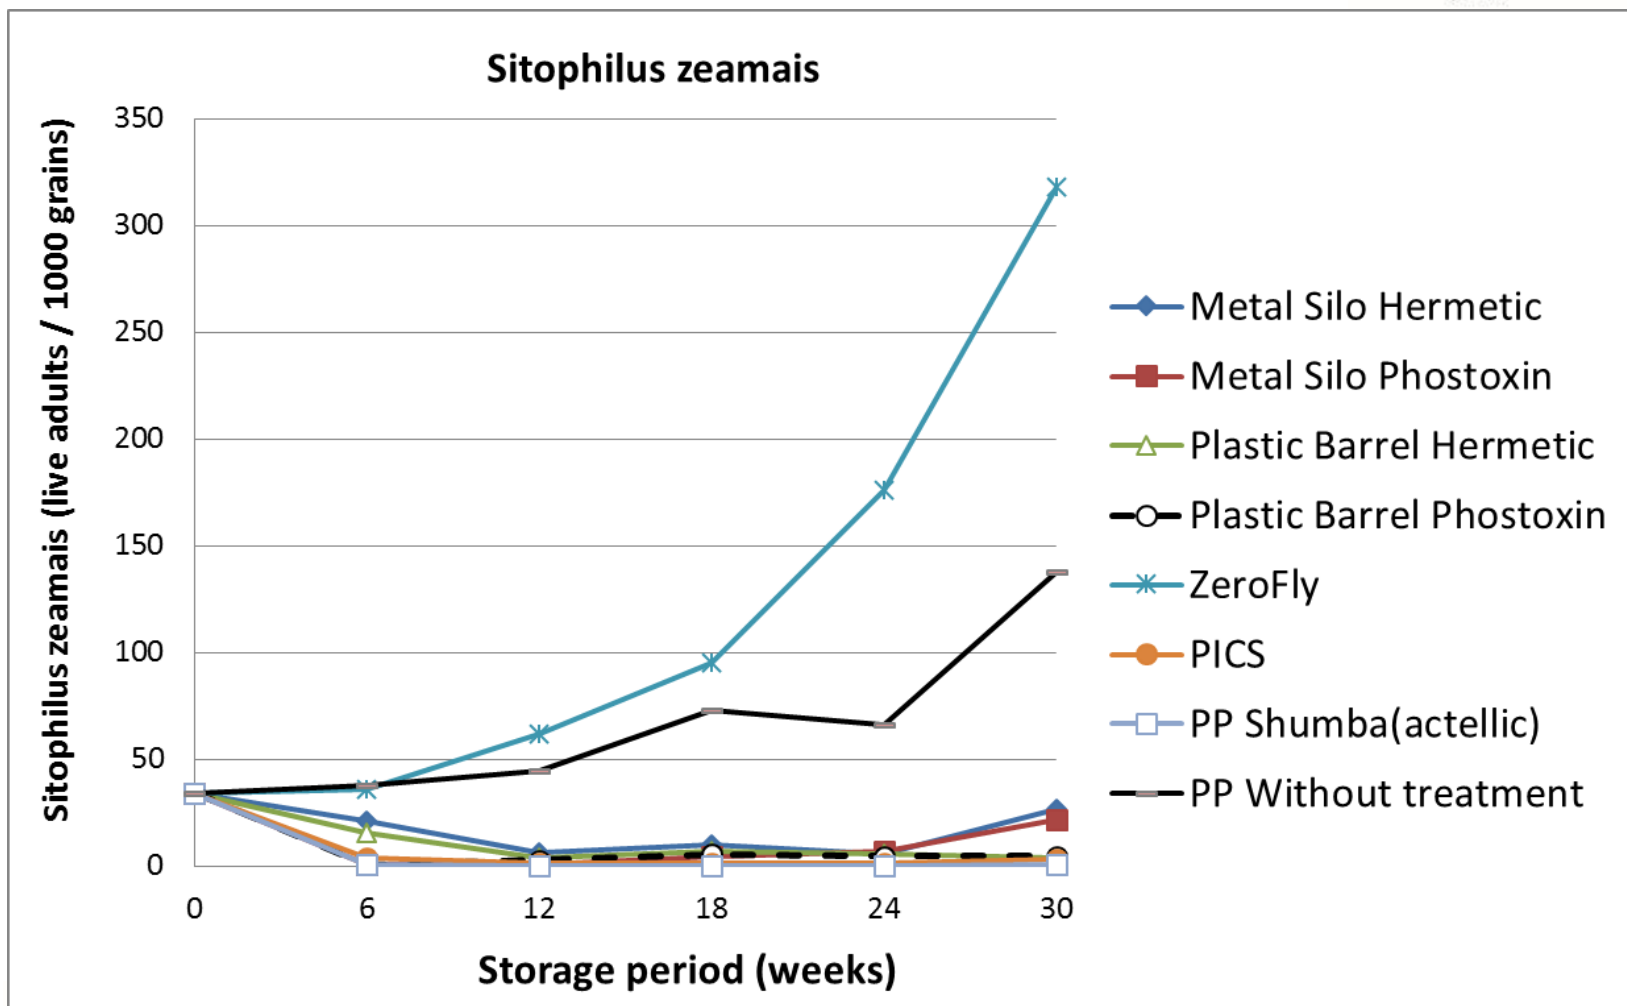 Sitophilus zeamais
Sitophilus zeamais (live adults / 1000 grains)
350
300
250
200
150
100
50
0
0 6 12 18 24 30
Storage period (weeks)
Metal Silo Hermetic
Metal Silo Phostoxin
Plastic Barrel Hermetic
Plastic Barrel Phostoxin
ZeroFly
PICS
PP Shumba(actellic)
PP Without treatment